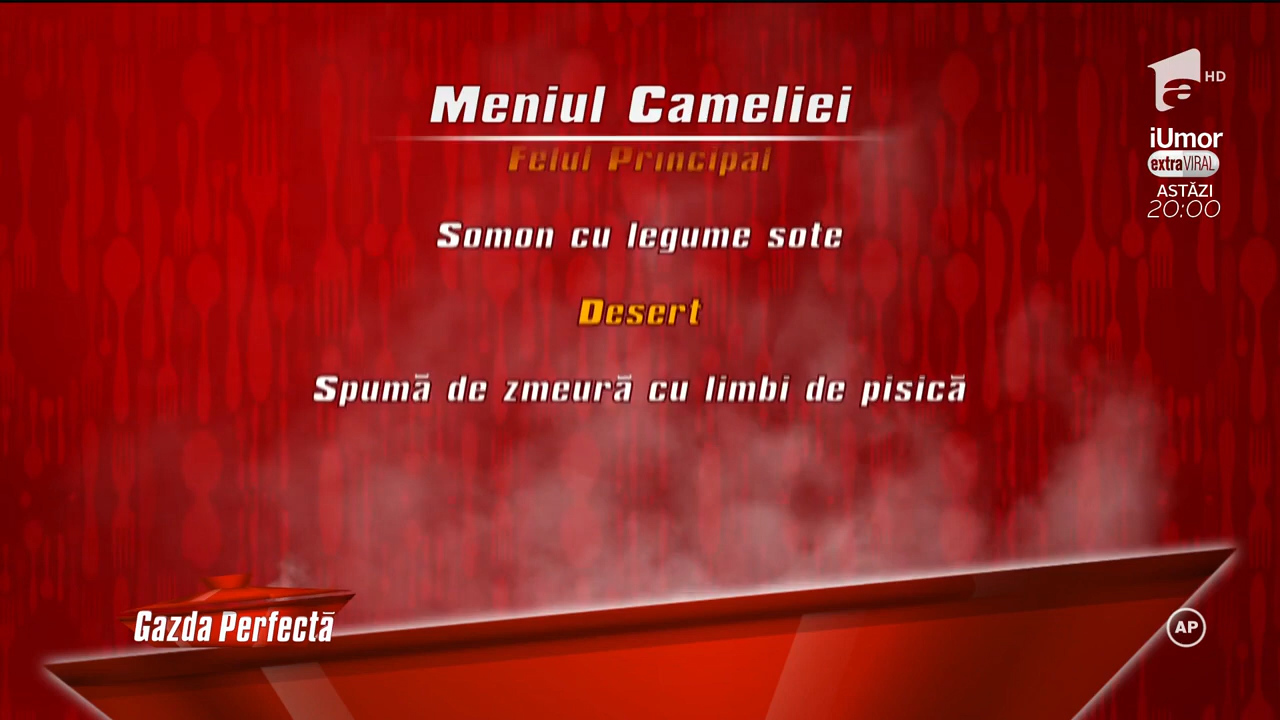 Meniul Cameliei
Felul Principal
Somon cu legume sote
Desert
Spumă de zmeură cu limbi de pisică
Gazda Perfectă
a HD
iUmor
extraVIRAL
ASTĂZI
20:00
AP